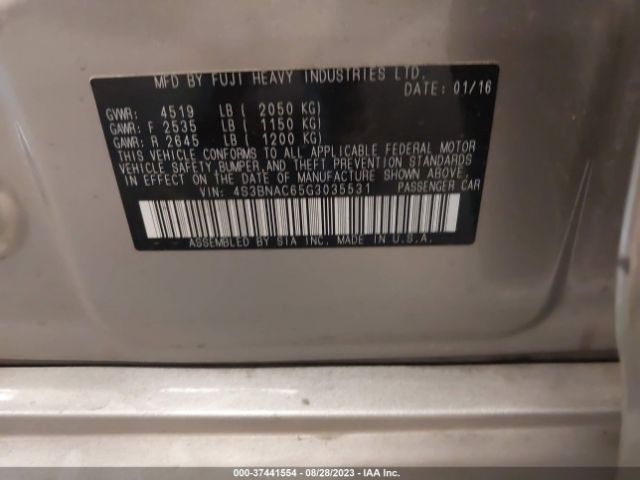 MFD BY FUJI HEAVY INDUSTRIES LTD.
DATE: 01/16
GVWR: 4519 LB ( 2050 KG)
GAWR: F 2535 LB ( 1150 KG)
GAWR: R 2645 LB ( 1200 KG)
THIS VEHICLE CONFORMS TO ALL APPLICABLE FEDERAL MOTOR
VEHICLE SAFETY, BUMPER AND THEFT PREVENTION STANDARDS
IN EFFECT ON THE DATE OF MANUFACTURE SHOWN ABOVE.
VIN: 4S3BNAC65G3035531 PASSENGER CAR
ASSEMBLED BY SIA INC. MADE IN U.S.A.
000-37441554 - 08/28/2023 - IAA Inc.